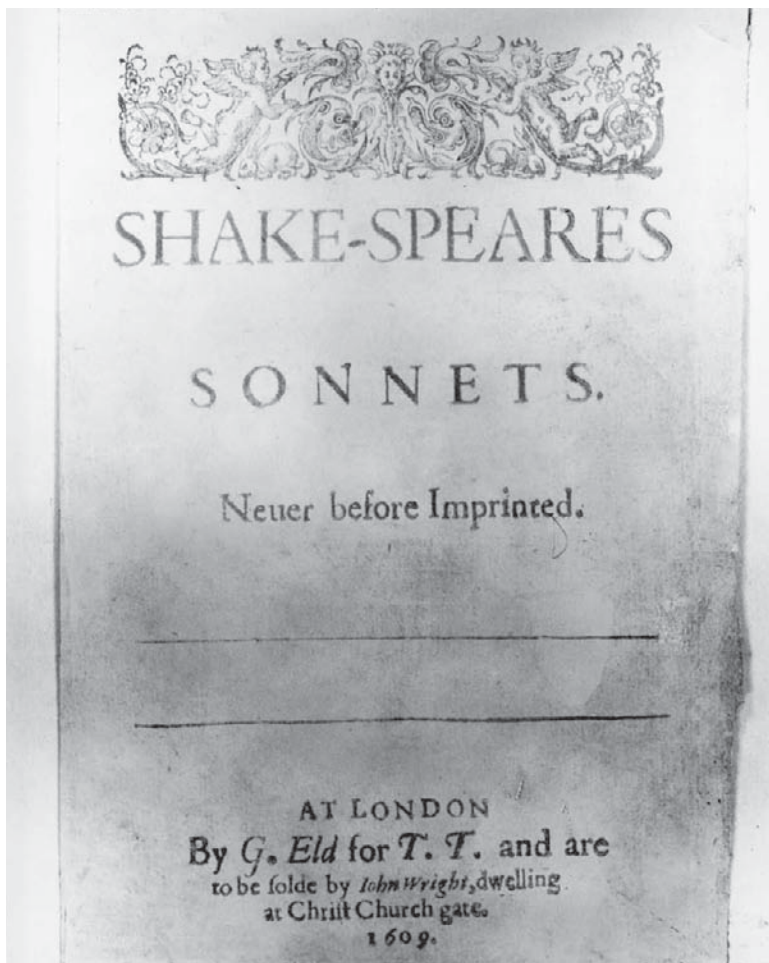 SHAKE-SPEARES
SONNETS.
Neuer before Imprinted.
AT LONDON
By G. Eld for T. T. and are
to be ſolde by Iohn Wright, dwelling
at Chriſt Church gate.
1609.